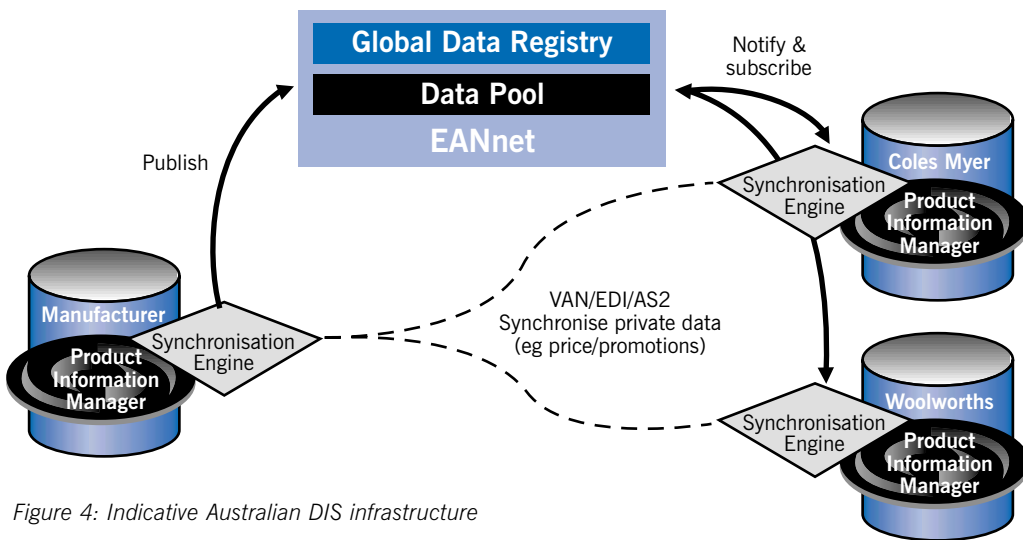 Global Data Registry
Data Pool
EANnet
Notify &
subscribe
Publish
Coles Myer
Synchronisation
Engine
Product
Information
Manager
Manufacturer
Synchronisation
Engine
Product
Information
Manager
VAN/EDI/AS2
Synchronise private data
(eg price/promotions)
Woolworths
Synchronisation
Engine
Product
Information
Manager
Figure 4: Indicative Australian DIS infrastructure